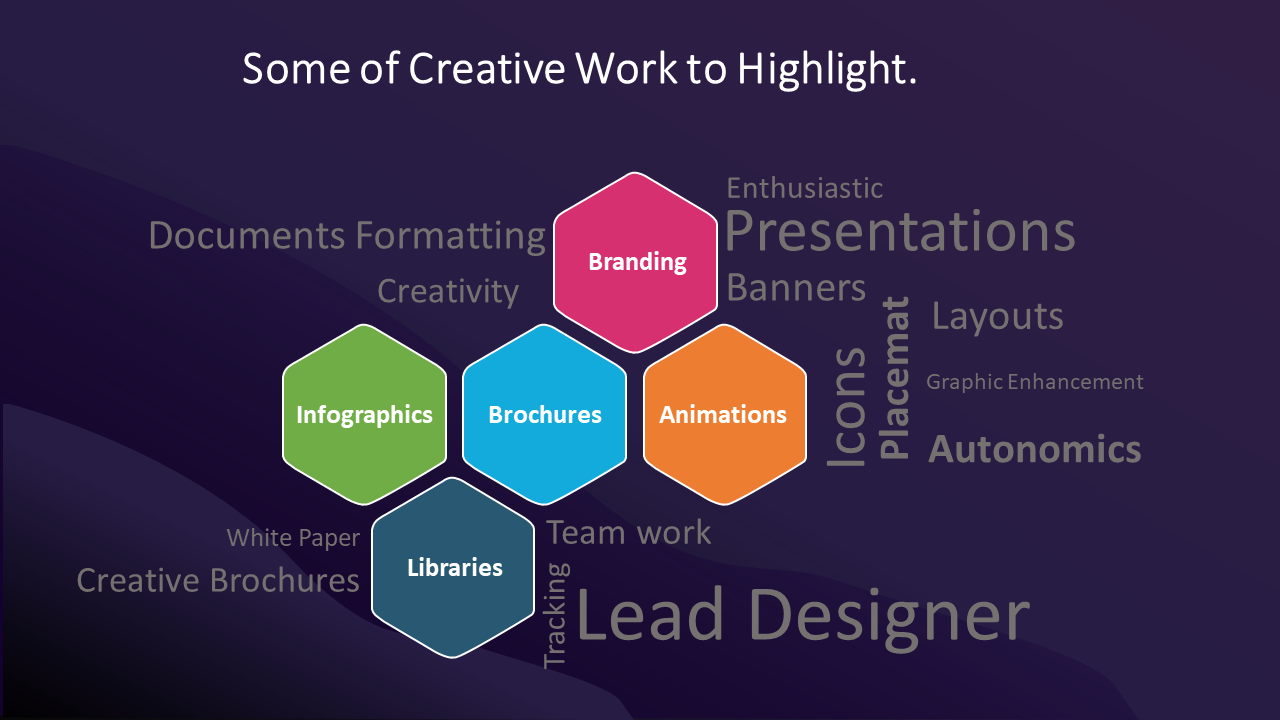 Some of Creative Work to Highlight.
Enthusiastic
Documents Formatting
Presentations
Branding
Creativity
Banners
Layouts
Icons
Placemat
Graphic Enhancement
Infographics
Brochures
Animations
Autonomics
White Paper
Team work
Creative Brochures
Libraries
Tracking
Lead Designer